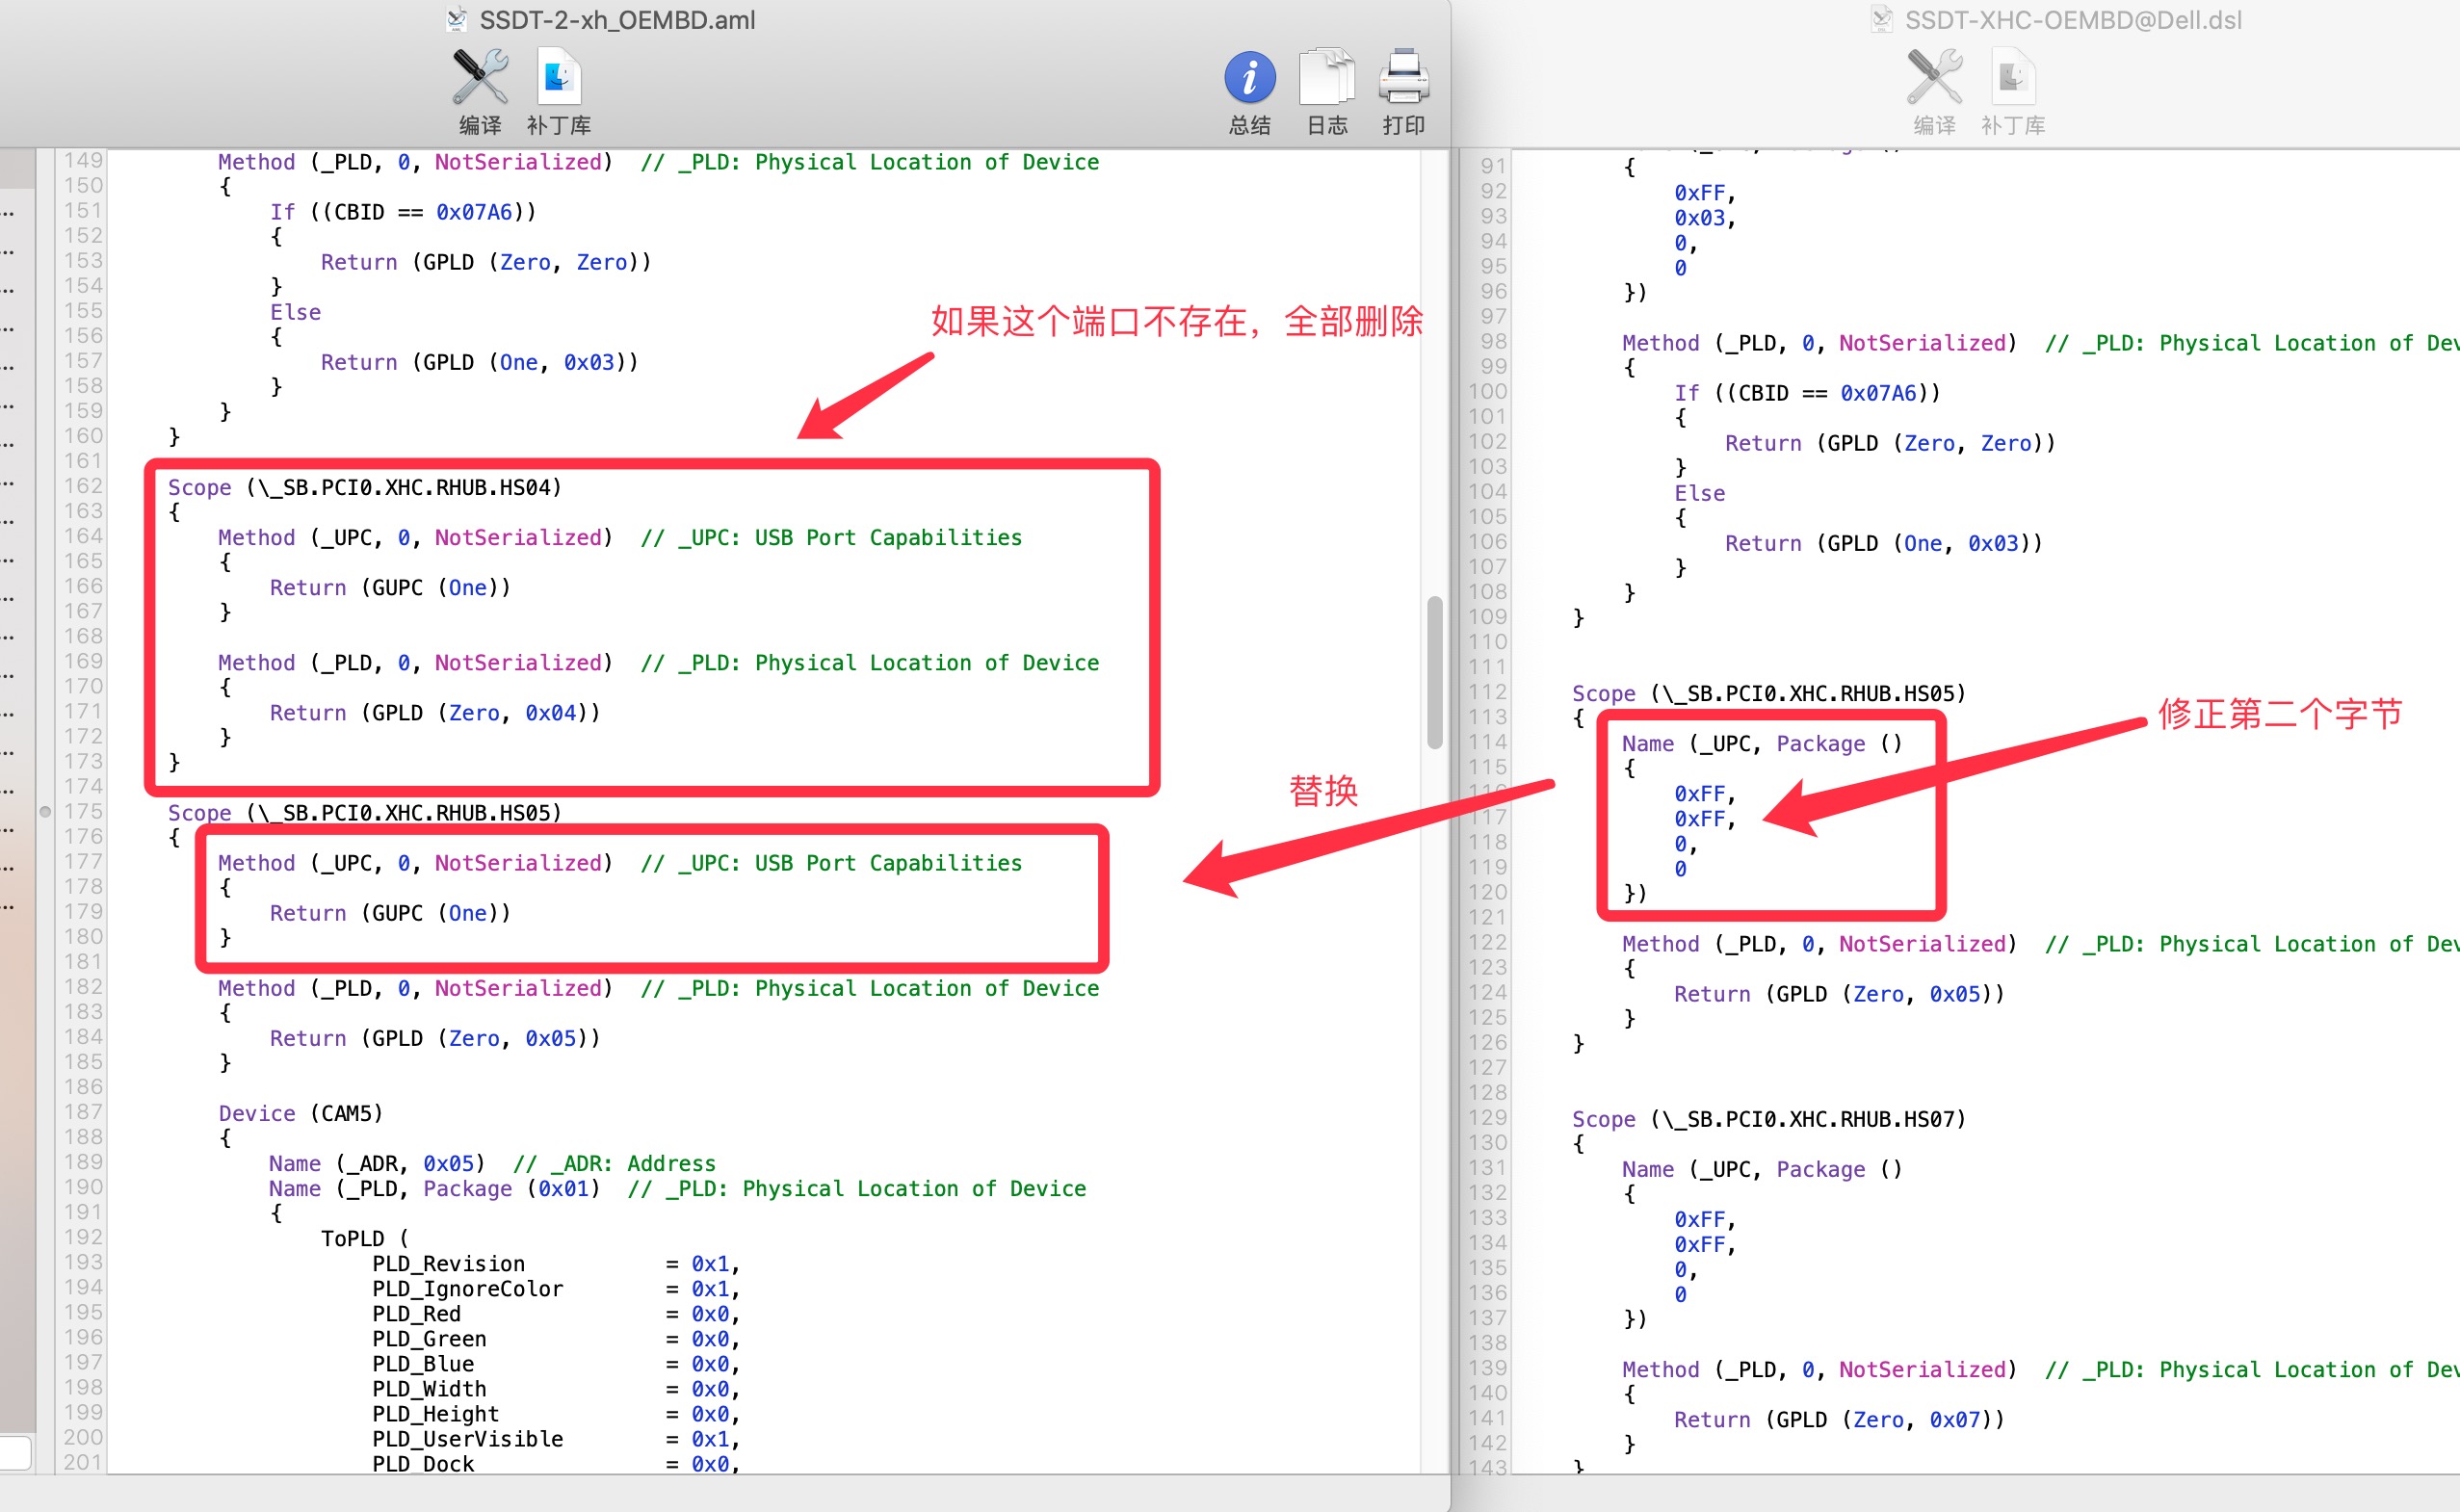 SSDT-2-xh_OEMBD.aml
编译
补丁库
总结
日志
打印
149 Method (_PLD, 0, NotSerialized)  // _PLD: Physical Location of Device
150 {
151 If ((CBID == 0x07A6))
152 {
153 Return (GPLD (Zero, Zero))
154 }
155 Else
156 {
157 Return (GPLD (One, 0x03))
158 }
159 }
160 }
161
162 Scope (\_SB.PCI0.XHC.RHUB.HS04)
163 {
164 Method (_UPC, 0, NotSerialized)  // _UPC: USB Port Capabilities
165 {
166 Return (GUPC (One))
167 }
168
169 Method (_PLD, 0, NotSerialized)  // _PLD: Physical Location of Device
170 {
171 Return (GPLD (Zero, 0x04))
172 }
173 }
174
175 Scope (\_SB.PCI0.XHC.RHUB.HS05)
176 {
177 Method (_UPC, 0, NotSerialized)  // _UPC: USB Port Capabilities
178 {
179 Return (GUPC (One))
180 }
181
182 Method (_PLD, 0, NotSerialized)  // _PLD: Physical Location of Device
183 {
184 Return (GPLD (Zero, 0x05))
185 }
186
187 Device (CAM5)
188 {
189 Name (_ADR, 0x05)  // _ADR: Address
190 Name (_PLD, Package (0x01)  // _PLD: Physical Location of Device
191 {
192 ToPLD (
193 PLD_Revision = 0x1,
194 PLD_IgnoreColor = 0x1,
195 PLD_Red = 0x0,
196 PLD_Green = 0x0,
197 PLD_Blue = 0x0,
198 PLD_Width = 0x0,
199 PLD_Height = 0x0,
200 PLD_UserVisible = 0x1,
201 PLD_Dock = 0x0,
如果这个端口不存在，全部删除
替换
SSDT-XHC-OEMBD@Dell.dsl
编译
补丁库
91 {
92 0xFF,
93 0x03,
94 0,
95 0
96 })
97
98 Method (_PLD, 0, NotSerialized)  // _PLD: Physical Location of Dev
99 {
100 If ((CBID == 0x07A6))
101 {
102 Return (GPLD (Zero, Zero))
103 }
104 Else
105 {
106 Return (GPLD (One, 0x03))
107 }
108 }
109 }
110
111
112 Scope (\_SB.PCI0.XHC.RHUB.HS05)
113 {
114 Name (_UPC, Package ()
115 {
0xFF,
117 0xFF,
118 0,
119 0
120 })
121
122 Method (_PLD, 0, NotSerialized)  // _PLD: Physical Location of Dev
123 {
124 Return (GPLD (Zero, 0x05))
125 }
126 }
127
128
129 Scope (\_SB.PCI0.XHC.RHUB.HS07)
130 {
131 Name (_UPC, Package ()
132 {
133 0xFF,
134 0xFF,
135 0,
136 0
137 })
138
139 Method (_PLD, 0, NotSerialized)  // _PLD: Physical Location of Dev
140 {
141 Return (GPLD (Zero, 0x07))
142 }
143 }
修正第二个字节